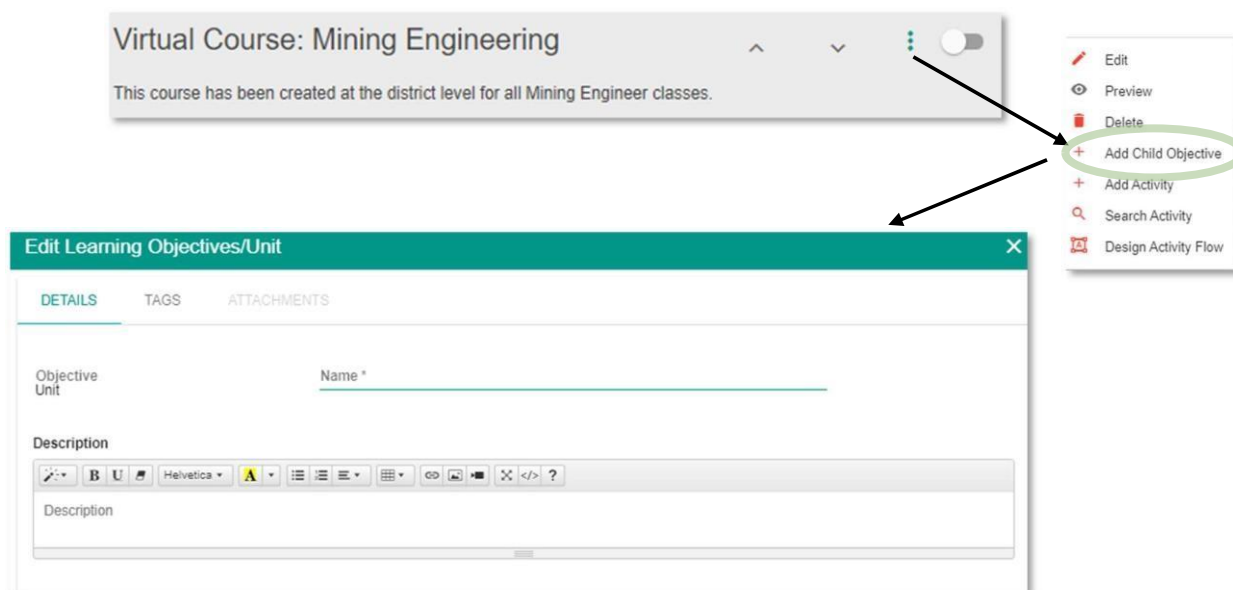 Virtual Course: Mining Engineering
This course has been created at the district level for all Mining Engineer classes.
Edit
Preview
Delete
Add Child Objective
Add Activity
Search Activity
Design Activity Flow
Edit Learning Objectives/Unit
DETAILS TAGS ATTACHMENTS
Objective Name *
Unit
Description
B U Helvetica A </> ?
Description